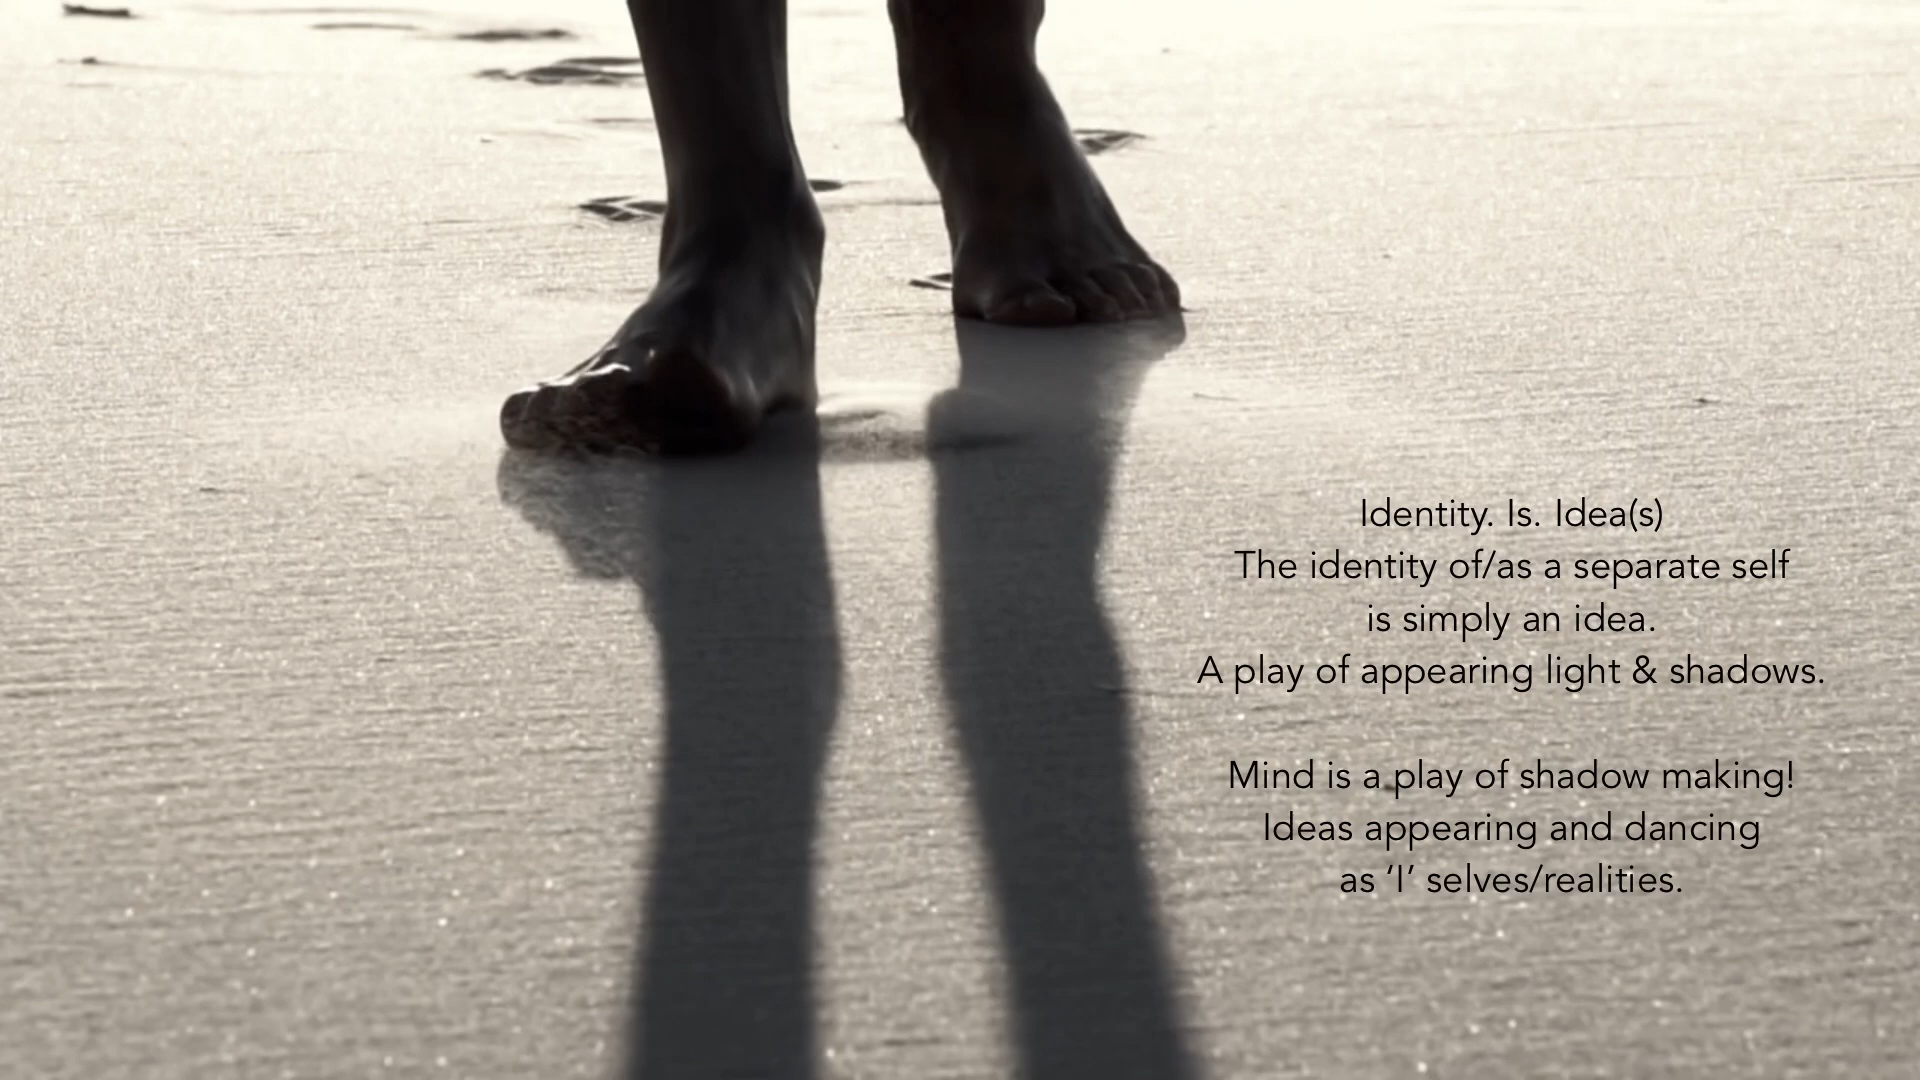 Identity. Is. Idea(s)
The identity of/as a separate self
is simply an idea.
A play of appearing light & shadows.
Mind is a play of shadow making!
Ideas appearing and dancing
as ‘I’ selves/realities.